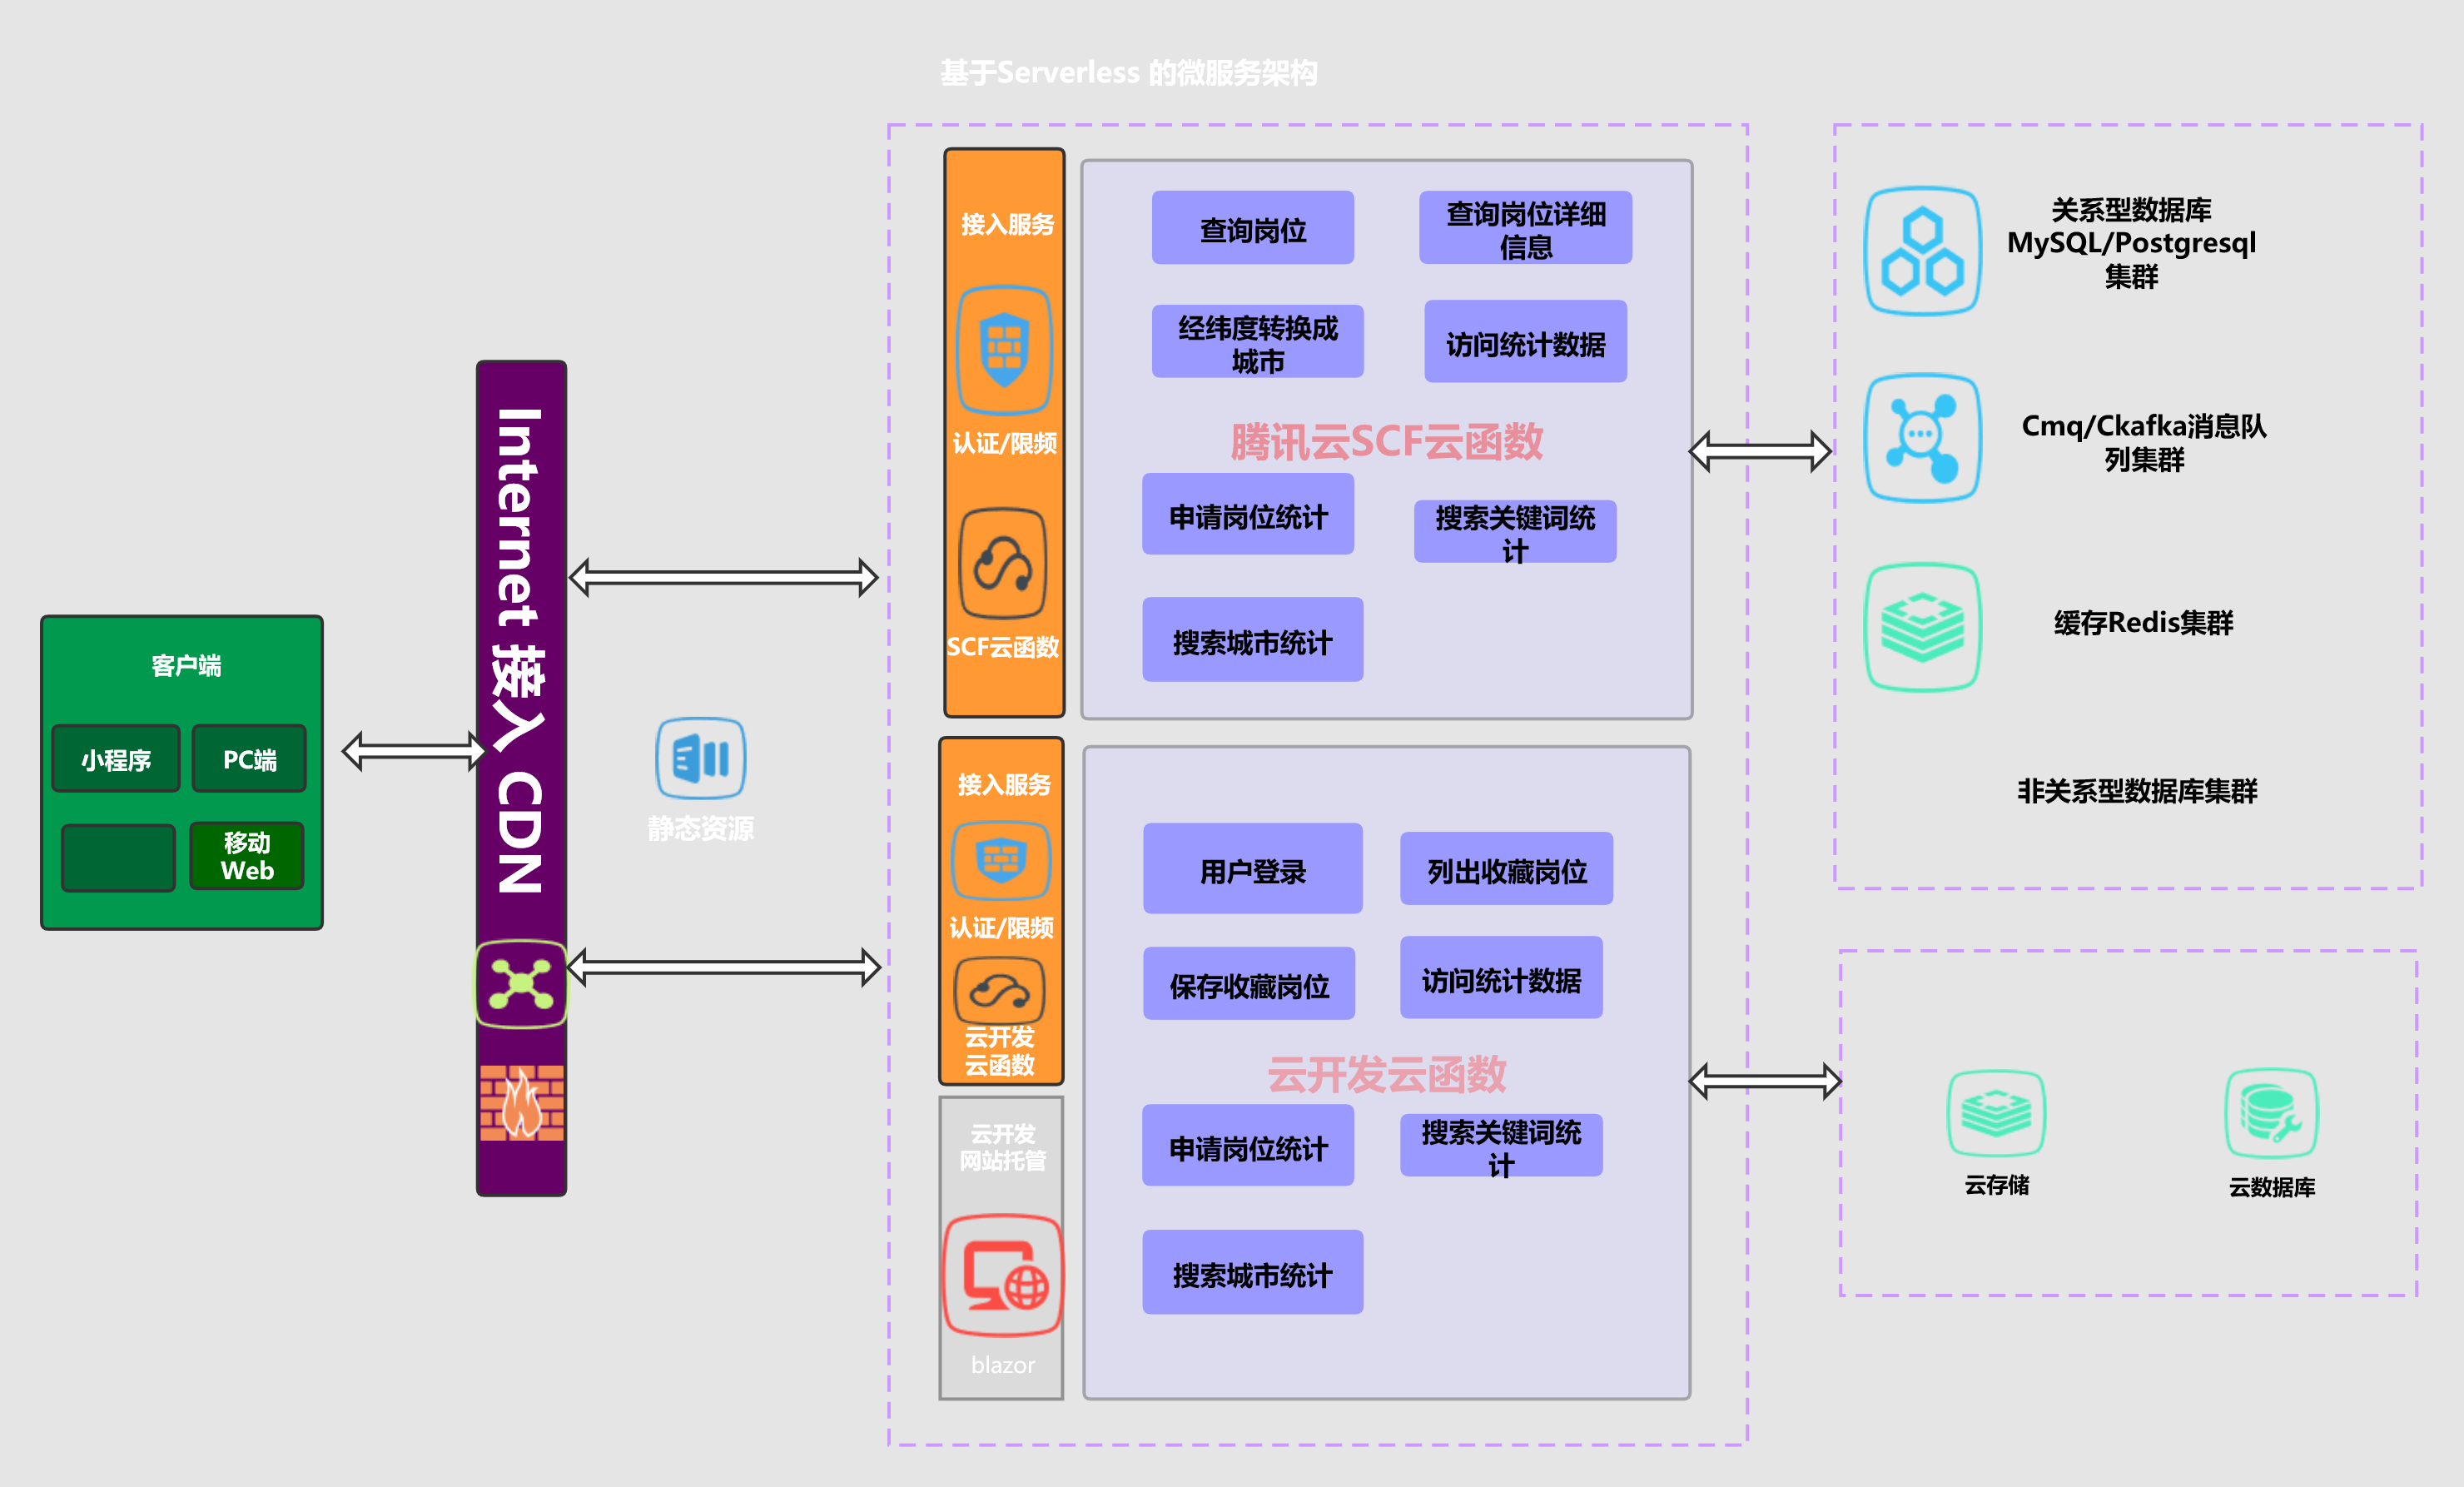 基于Serverless 的微服务架构
客户端
小程序
PC端
移动
Web
Internet 接入 CDN
静态资源
接入服务
认证/限频
SCF云函数
查询岗位
查询岗位详细
信息
经纬度转换成
城市
访问统计数据
腾讯云SCF云函数
申请岗位统计
搜索关键词统
计
搜索城市统计
接入服务
认证/限频
云开发
云函数
云开发
网站托管
blazor
用户登录
列出收藏岗位
保存收藏岗位
访问统计数据
云开发云函数
申请岗位统计
搜索关键词统
计
搜索城市统计
关系型数据库
MySQL/Postgresql
集群
Cmq/Ckafka消息队
列集群
缓存Redis集群
非关系型数据库集群
云存储
云数据库